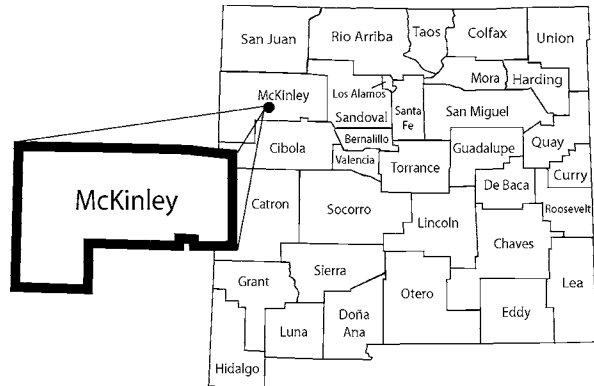 San Juan
Rio Arriba
Taos
Colfax
Union
McKinley
Los Alamos
Sandoval
Santa
Fe
Mora
Harding
San Miguel
Bernalillo
Cibola
Valencia
Torrance
Guadalupe
Quay
Curry
De Baca
Roosevelt
McKinley
Catron
Socorro
Lincoln
Chaves
Lea
Grant
Sierra
Otero
Eddy
Luna
Doña
Ana
Hidalgo